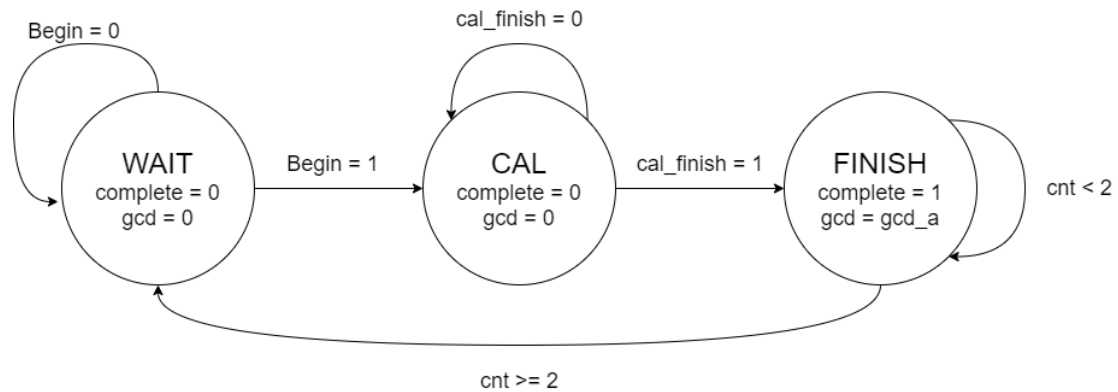 Begin = 0
cal_finish = 0
WAIT
complete = 0
gcd = 0
Begin = 1
CAL
complete = 0
gcd = 0
cal_finish = 1
FINISH
complete = 1
gcd = gcd_a
cnt < 2
cnt >= 2